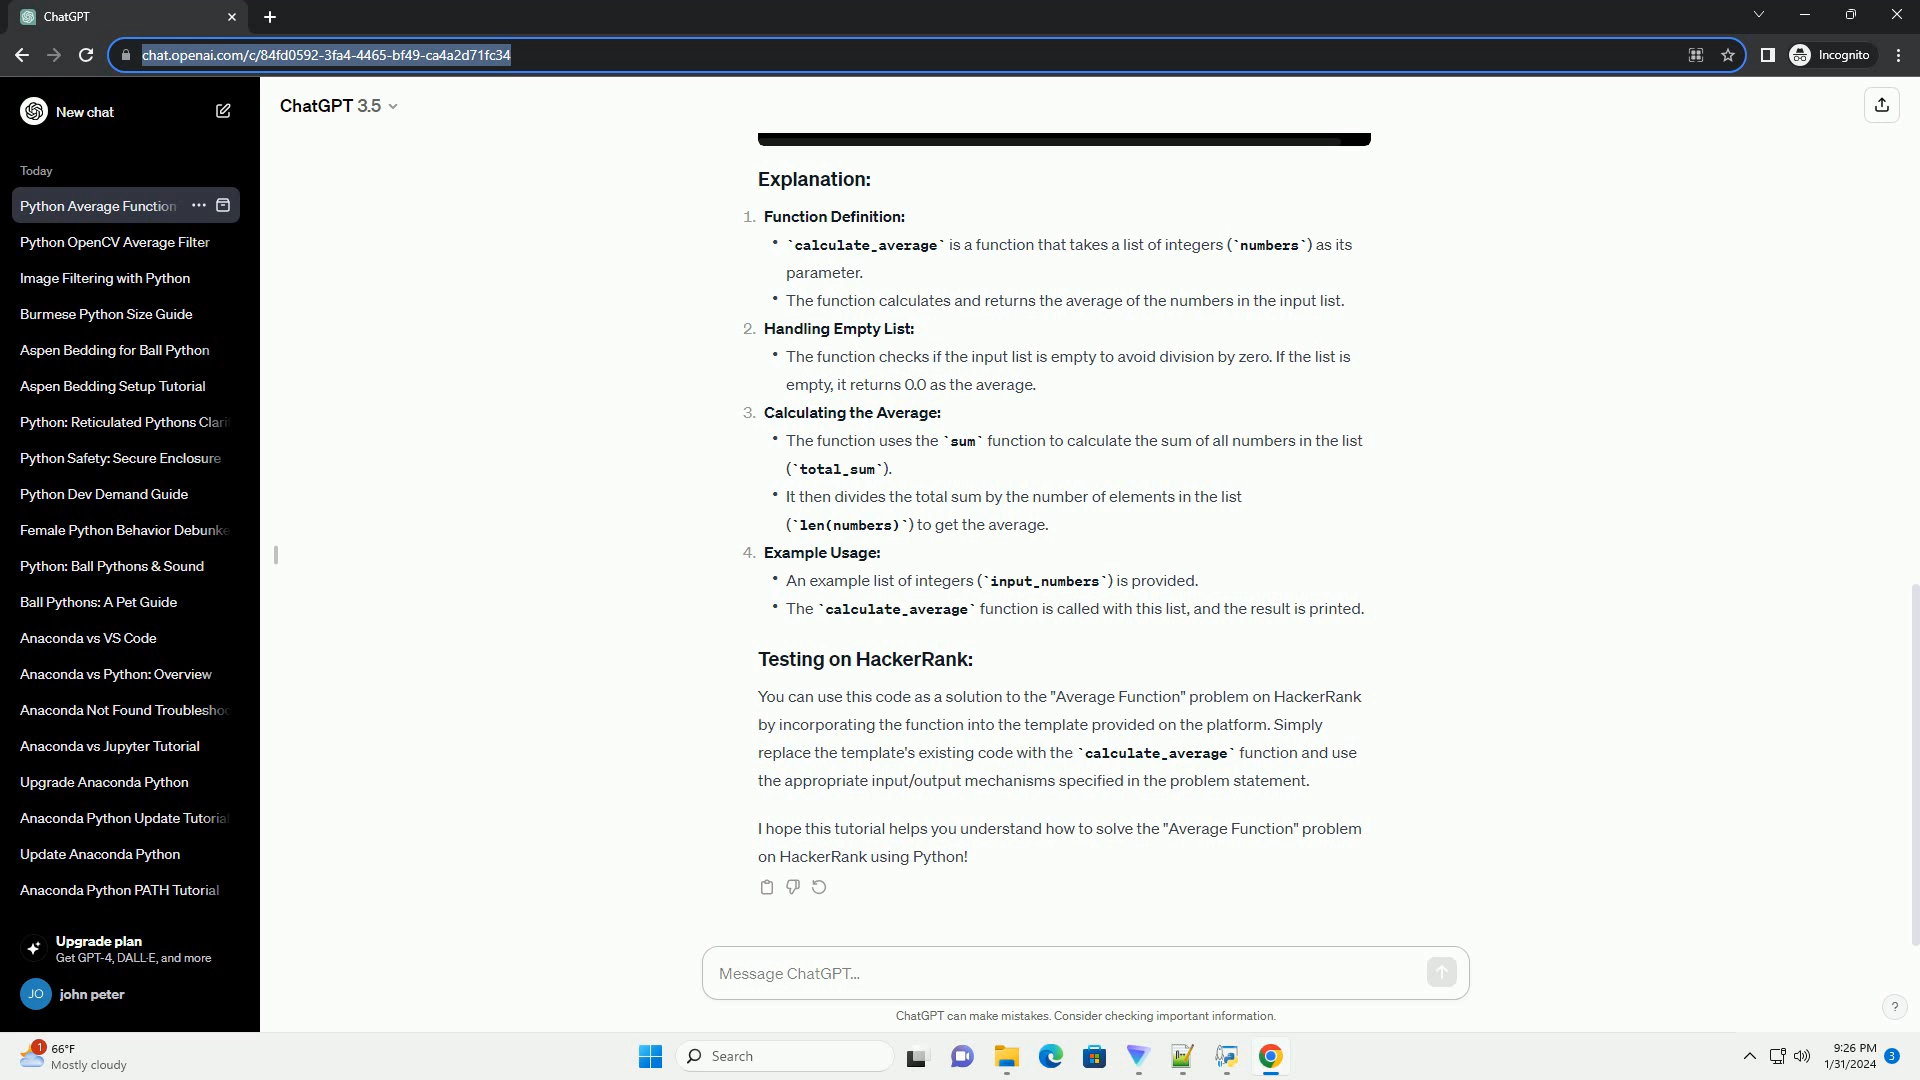 ChatGPT
chat.openai.com/c/84fd0592-3fa4-4465-bf49-ca4a2d71fc34
Incognito
New chat
Today
Python Average Function
Python OpenCV Average Filter
Image Filtering with Python
Burmese Python Size Guide
Aspen Bedding for Ball Python
Aspen Bedding Setup Tutorial
Python: Reticulated Pythons Clari
Python Safety: Secure Enclosure
Python Dev Demand Guide
Female Python Behavior Debunke
Python: Ball Pythons & Sound
Ball Pythons: A Pet Guide
Anaconda vs VS Code
Anaconda vs Python: Overview
Anaconda Not Found Troublesho
Anaconda vs Jupyter Tutorial
Upgrade Anaconda Python
Anaconda Python Update Tutorial
Update Anaconda Python
Anaconda Python PATH Tutorial
Upgrade plan
Get GPT-4, DALL·E, and more
JO john peter
ChatGPT 3.5
Explanation:
1. Function Definition:
• `calculate_average` is a function that takes a list of integers (`numbers`) as its
parameter.
• The function calculates and returns the average of the numbers in the input list.
2. Handling Empty List:
• The function checks if the input list is empty to avoid division by zero. If the list is
empty, it returns 0.0 as the average.
3. Calculating the Average:
• The function uses the `sum` function to calculate the sum of all numbers in the list
(`total_sum`).
• It then divides the total sum by the number of elements in the list
(`len(numbers)`) to get the average.
4. Example Usage:
• An example list of integers (`input_numbers`) is provided.
• The `calculate_average` function is called with this list, and the result is printed.
Testing on HackerRank:
You can use this code as a solution to the "Average Function" problem on HackerRank
by incorporating the function into the template provided on the platform. Simply
replace the template's existing code with the `calculate_average` function and use
the appropriate input/output mechanisms specified in the problem statement.
I hope this tutorial helps you understand how to solve the "Average Function" problem
on HackerRank using Python!
Message ChatGPT...
ChatGPT can make mistakes. Consider checking important information.
?
1
66°F
Mostly cloudy
Search
9:26 PM
1/31/2024
3